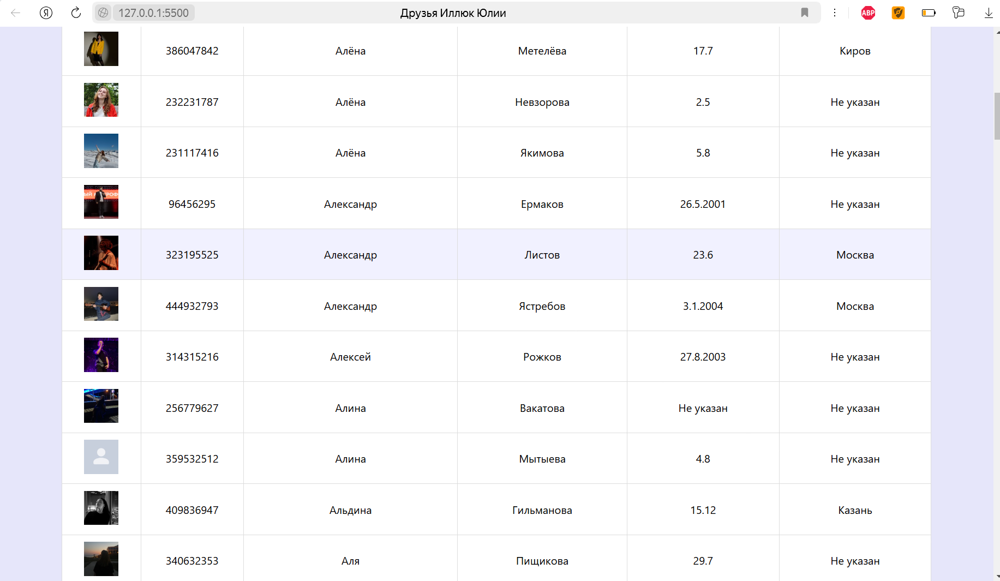 Я 127.0.0.1:5500 Друзья Иллюк Юлии ABP
386047842 Алёна Метелёва 17.7 Киров
232231787 Алёна Невзорова 2.5 Не указан
231117416 Алёна Якимова 5.8 Не указан
ЫЙ РОФ
96456295 Александр Ермаков 26.5.2001 Не указан
323195525 Александр Листов 23.6 Москва
444932793 Александр Ястребов 3.1.2004 Москва
314315216 Алексей Рожков 27.8.2003 Не указан
256779627 Алина Вакатова Не указан Не указан
359532512 Алина Мытыева 4.8 Не указан
409836947 Альдина Гильманова 15.12 Казань
340632353 Аля Пищикова 29.7 Не указан